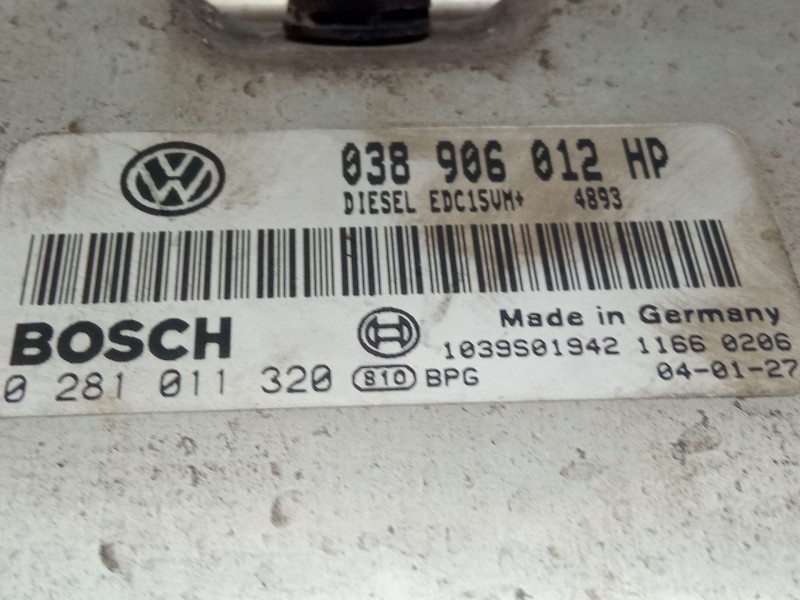 VW
038 906 012 HP
DIESEL EDC15VM+ 4893
BOSCH
Made in Germany
1039S01942 1166 0206
0 281 011 320 810 BPG 04-01-27